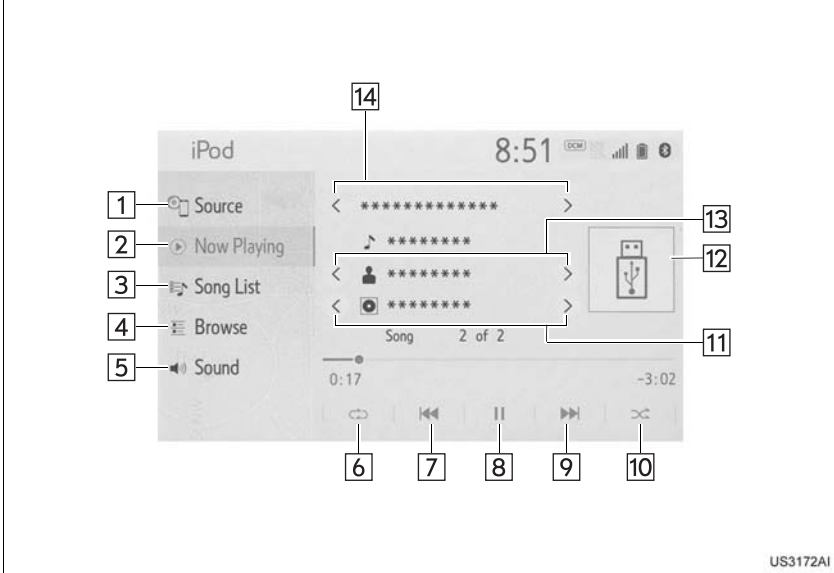 14
iPod
8:51
DCM
1
Source
*************
13
2
Now Playing
********
12
3
Song List
********
4
Browse
********
11
Song 2 of 2
5
Sound
0:17
-3:02
6
7
8
9
10
US3172AI